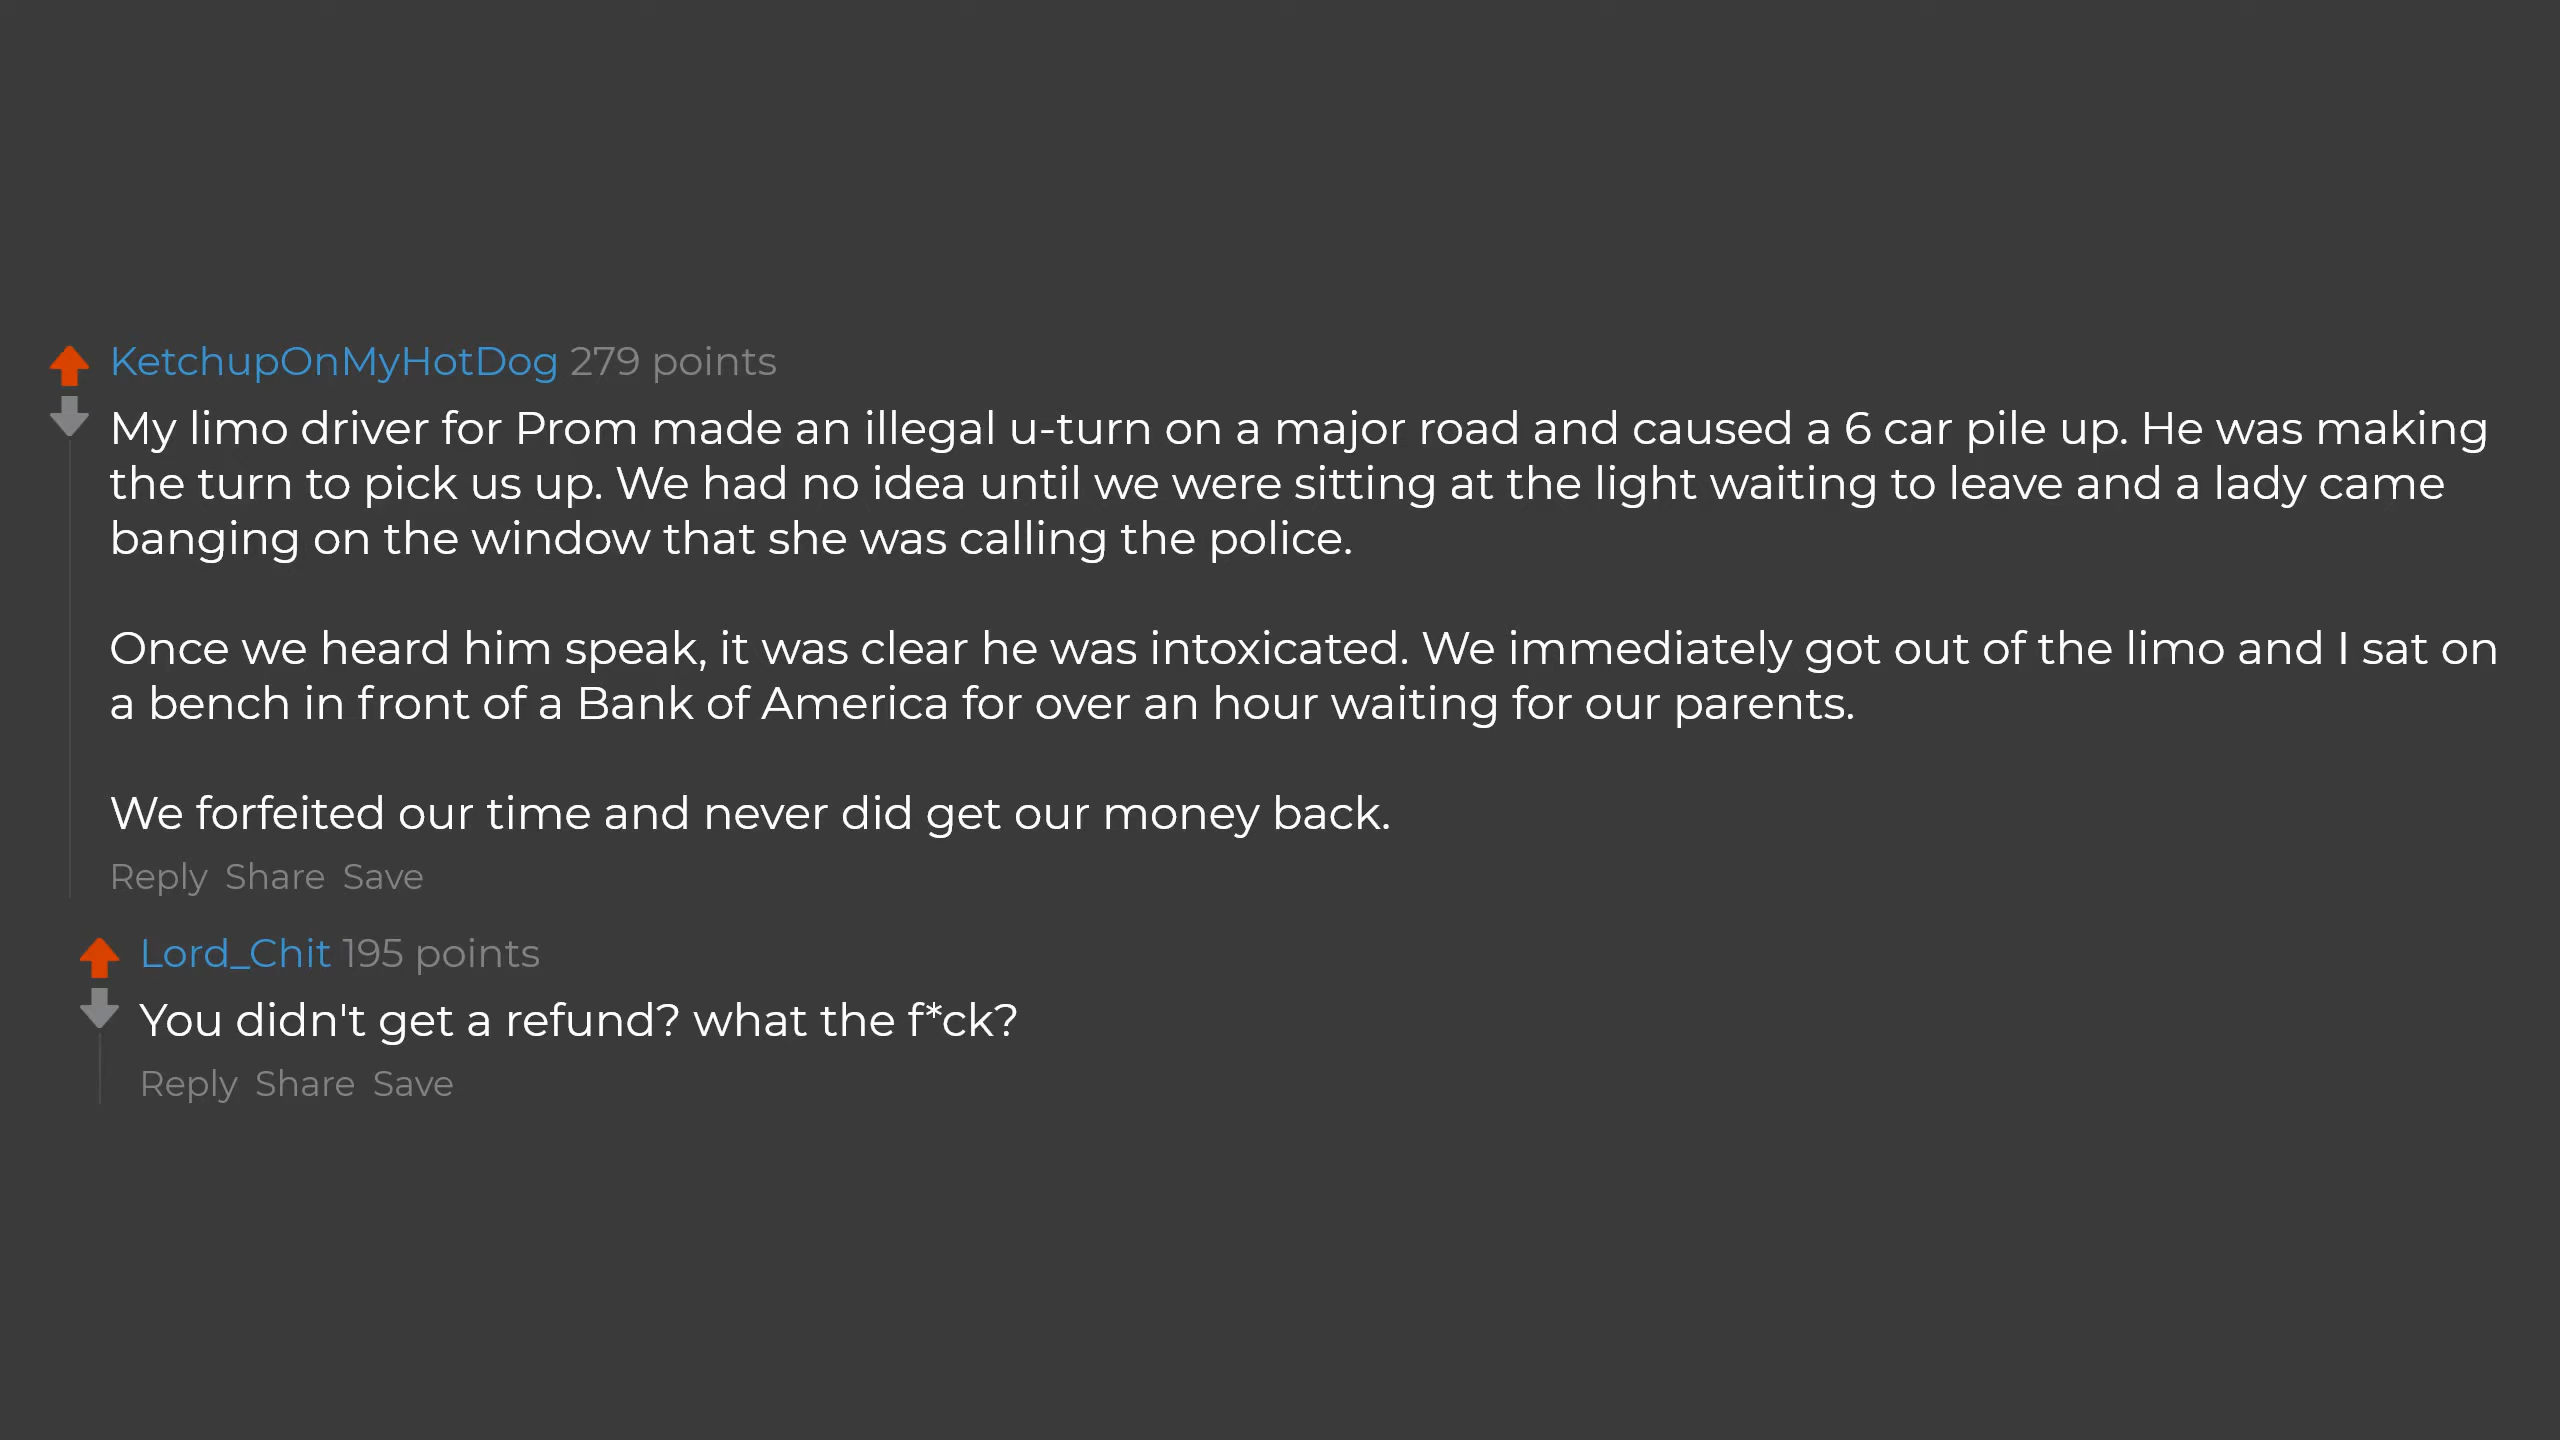 KetchupOnMyHotDog 279 points
My limo driver for Prom made an illegal u-turn on a major road and caused a 6 car pile up. He was making
the turn to pick us up. We had no idea until we were sitting at the light waiting to leave and a lady came
banging on the window that she was calling the police.
Once we heard him speak, it was clear he was intoxicated. We immediately got out of the limo and I sat on
a bench in front of a Bank of America for over an hour waiting for our parents.
We forfeited our time and never did get our money back.
Reply Share Save
Lord_Chit 195 points
You didn't get a refund? what the f*ck?
Reply Share Save